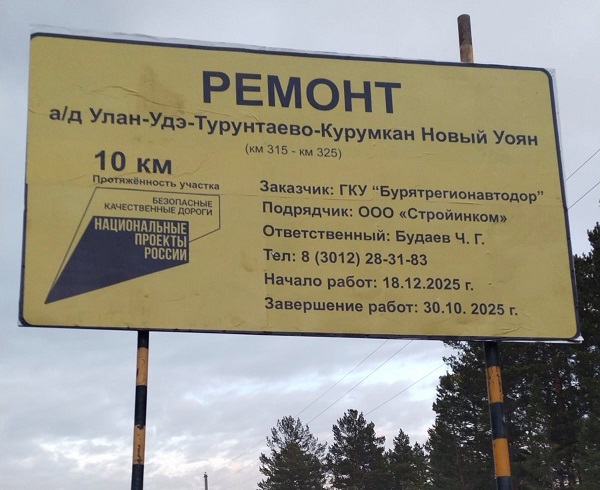 РЕМОНТ
а/д Улан-Удэ-Турунтаево-Курумкан Новый Уоян
(км 315 - км 325)
10 км
Протяжённость участка
БЕЗОПАСНЫЕ
КАЧЕСТВЕННЫЕ ДОРОГИ
НАЦИОНАЛЬНЫЕ
ПРОЕКТЫ
РОССИИ
Заказчик: ГКУ "Бурятрегионавтодор"
Подрядчик: ООО «Стройинком»
Ответственный: Будаев Ч. Г.
Тел: 8 (3012) 28-31-83
Начало работ: 18.12.2025 г.
Завершение работ: 30.10. 2025 г.